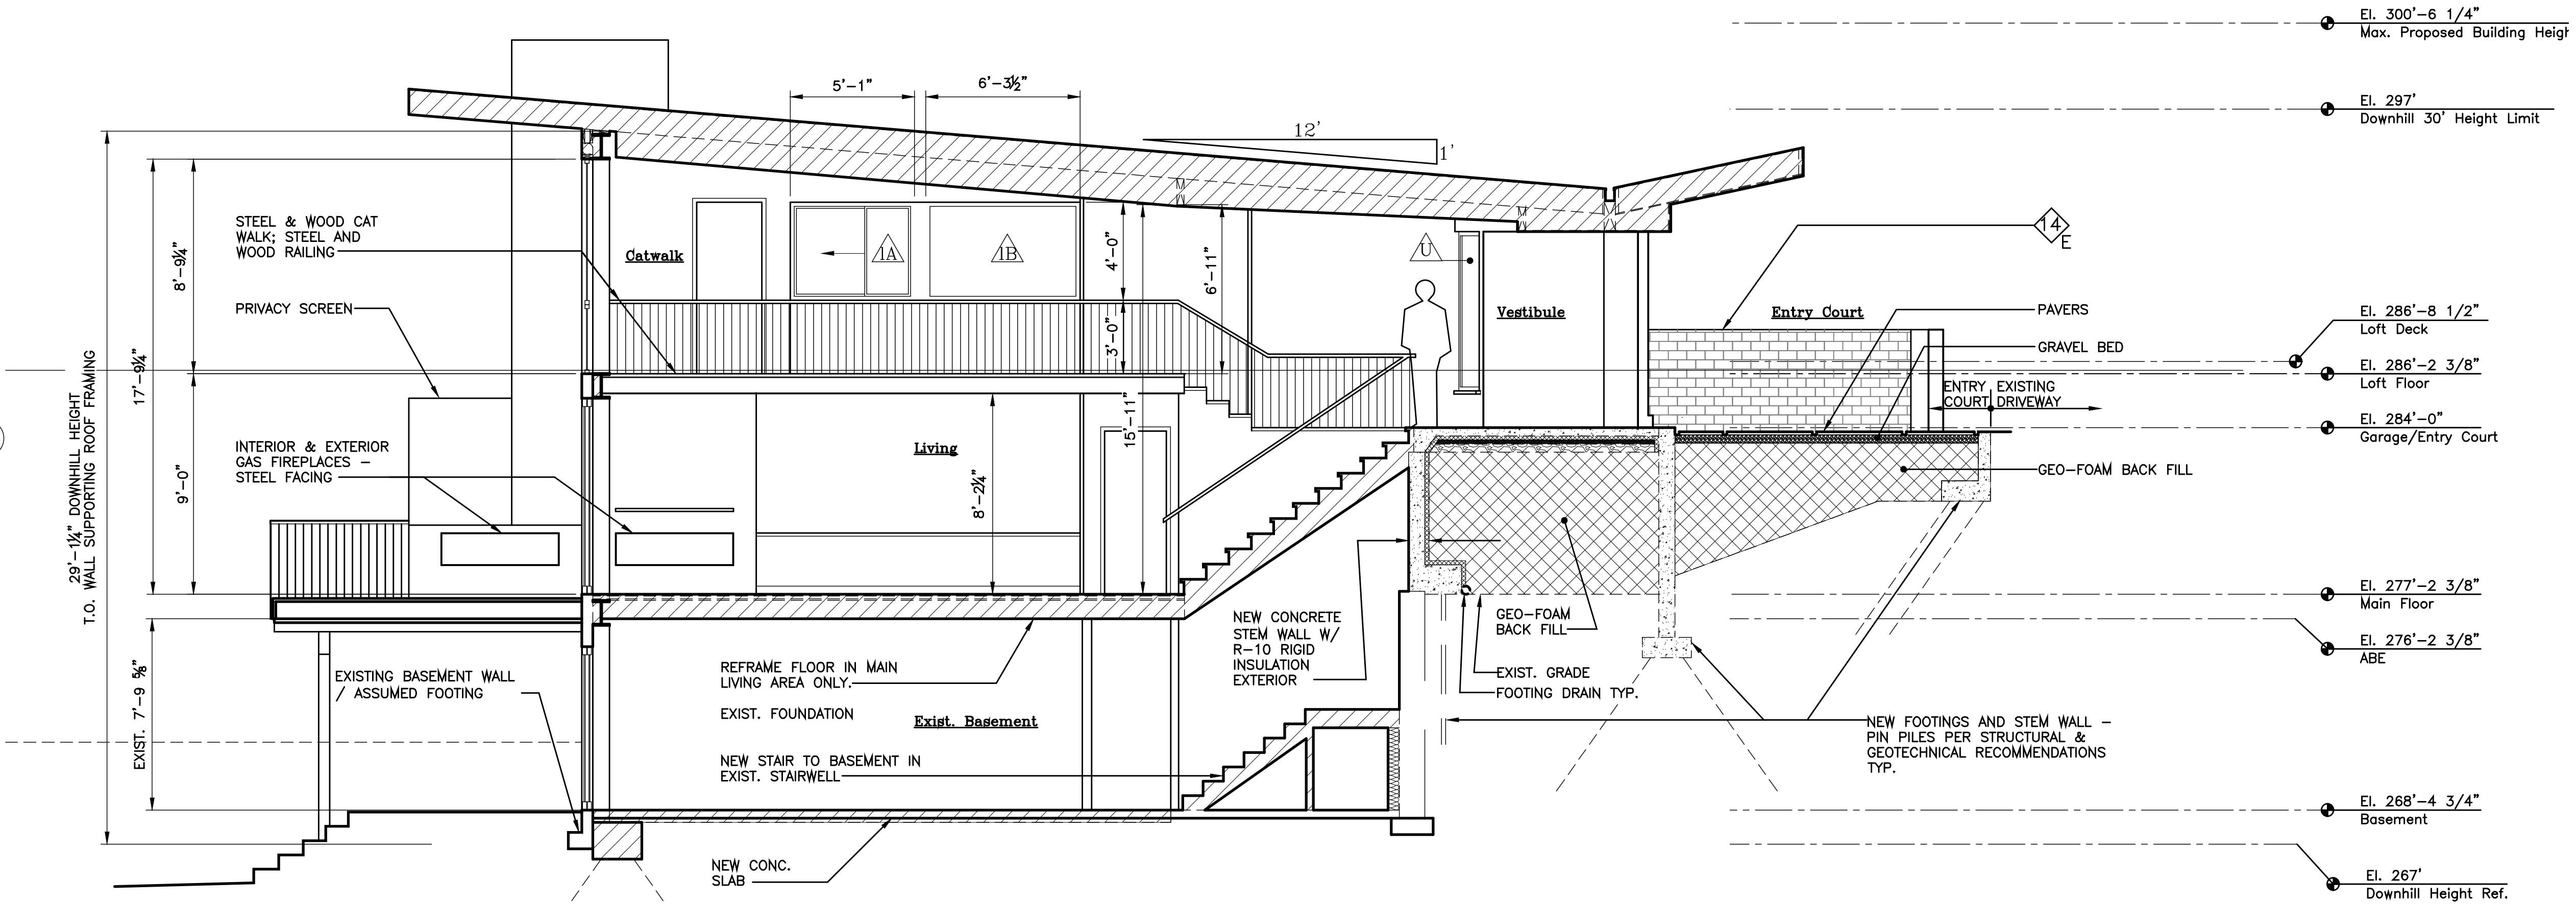 El. 300'-6 1/4"
Max. Proposed Building Heigh
El. 297'
Downhill 30' Height Limit
5'-1"
6'-3½"
12'
1'
14
E
STEEL & WOOD CAT
WALK; STEEL AND
WOOD RAILING
Catwalk
1A
1B
4'-0"
6'-11"
U
Vestibule
Entry Court
PAVERS
GRAVEL BED
PRIVACY SCREEN
8'-9¼"
17'-9¼"
3'-0"
El. 286'-8 1/2"
Loft Deck
El. 286'-2 3/8"
Loft Floor
ENTRY EXISTING
COURT DRIVEWAY
El. 284'-0"
Garage/Entry Court
29'-1¼" DOWNHILL HEIGHT
T.O. WALL SUPPORTING ROOF FRAMING
INTERIOR & EXTERIOR
GAS FIREPLACES –
STEEL FACING
9'-0"
Living
8'-2¼"
15'-11"
GEO-FOAM BACK FILL
El. 277'-2 3/8"
Main Floor
El. 276'-2 3/8"
ABE
NEW CONCRETE
STEM WALL W/
R-10 RIGID
INSULATION
EXTERIOR
GEO-FOAM
BACK FILL
EXIST. GRADE
FOOTING DRAIN TYP.
EXIST. 7'-9 ⅝"
EXISTING BASEMENT WALL
/ ASSUMED FOOTING
REFRAME FLOOR IN MAIN
LIVING AREA ONLY.
EXIST. FOUNDATION
Exist. Basement
NEW STAIR TO BASEMENT IN
EXIST. STAIRWELL
NEW FOOTINGS AND STEM WALL –
PIN PILES PER STRUCTURAL &
GEOTECHNICAL RECOMMENDATIONS
TYP.
El. 268'-4 3/4"
Basement
NEW CONC.
SLAB
El. 267'
Downhill Height Ref.